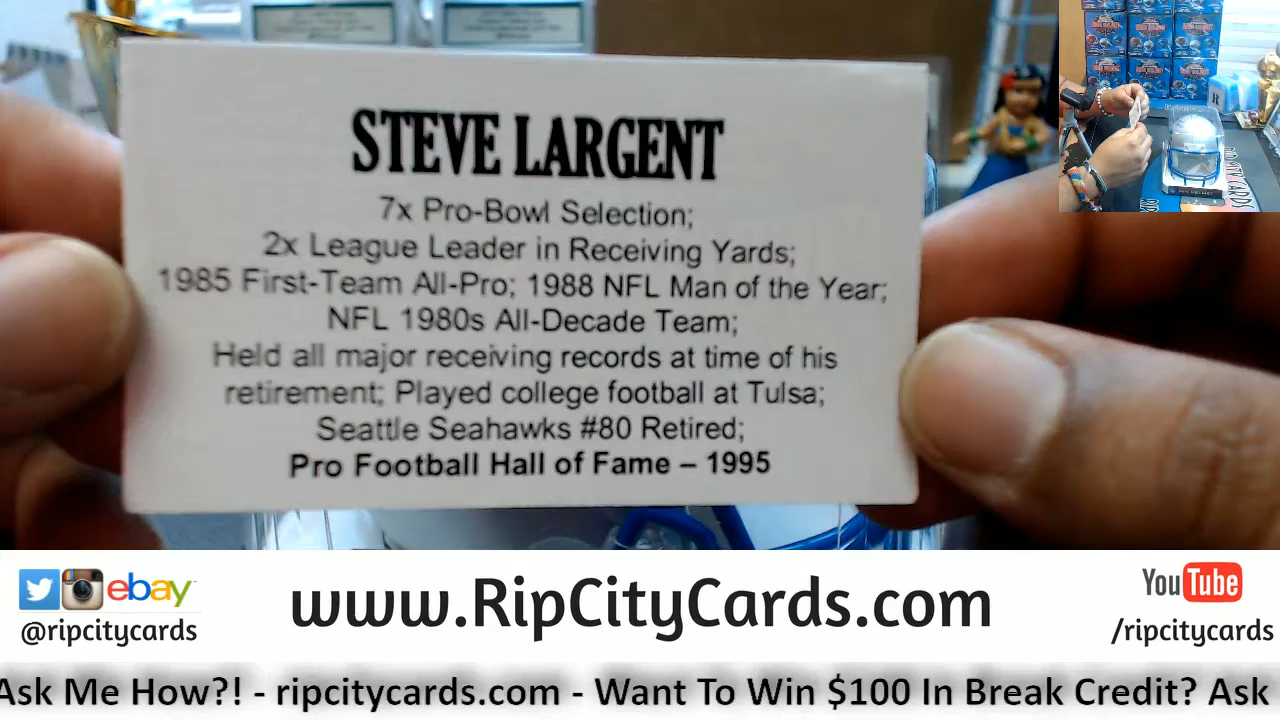 STEVE LARGENT
7x Pro-Bowl Selection;
2x League Leader in Receiving Yards;
1985 First-Team All-Pro; 1988 NFL Man of the Year;
NFL 1980s All-Decade Team;
Held all major receiving records at time of his
retirement; Played college football at Tulsa;
Seattle Seahawks #80 Retired;
Pro Football Hall of Fame – 1995
ebay
@ripcitycards
www.RipCityCards.com
YouTube
/ripcitycards
Ask Me How?! - ripcitycards.com - Want To Win $100 In Break Credit? Ask